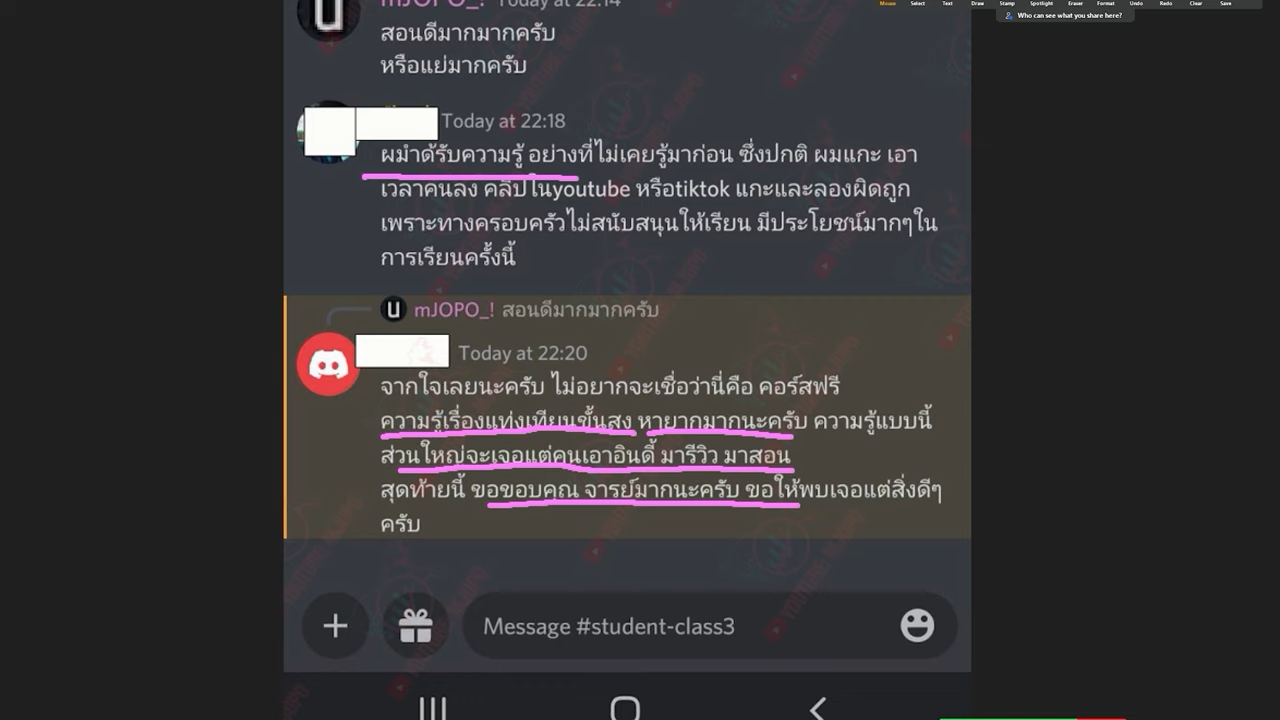 Mouse Select Text Draw Stamp Spotlight Eraser Format Undo Redo Clear Save
Who can see what you share here?
mJOPO_! Today at 22:14
สอนดีมากมากครับ
หรือแย่มากครับ
Today at 22:18
ผมำด้รับความรู้ อย่างที่ไม่เคยรู้มาก่อน ซึ่งปกติ ผมแกะ เอา
เวลาคนลง คลิปในyoutube หรือtiktok แกะและลองผิดถูก
เพราะทางครอบครัวไม่สนับสนุนให้เรียน มีประโยชน์มากๆใน
การเรียนครั้งนี้
mJOPO_! สอนดีมากมากครับ
Today at 22:20
จากใจเลยนะครับ ไม่อยากจะเชื่อว่านี่คือ คอร์สฟรี
ความรู้เรื่องแท่งเทียนขั้นสง หายากมากนะครับ ความรู้แบบนี้
ส่วนใหญ่จะเจอแต่คนเอาอินดี้ มารีวิว มาสอน
สุดท้ายนี้ ขอขอบคุณ จารย์มากนะครับ ขอให้พบเจอแต่สิ่งดีๆ
ครับ
Message #student-class3